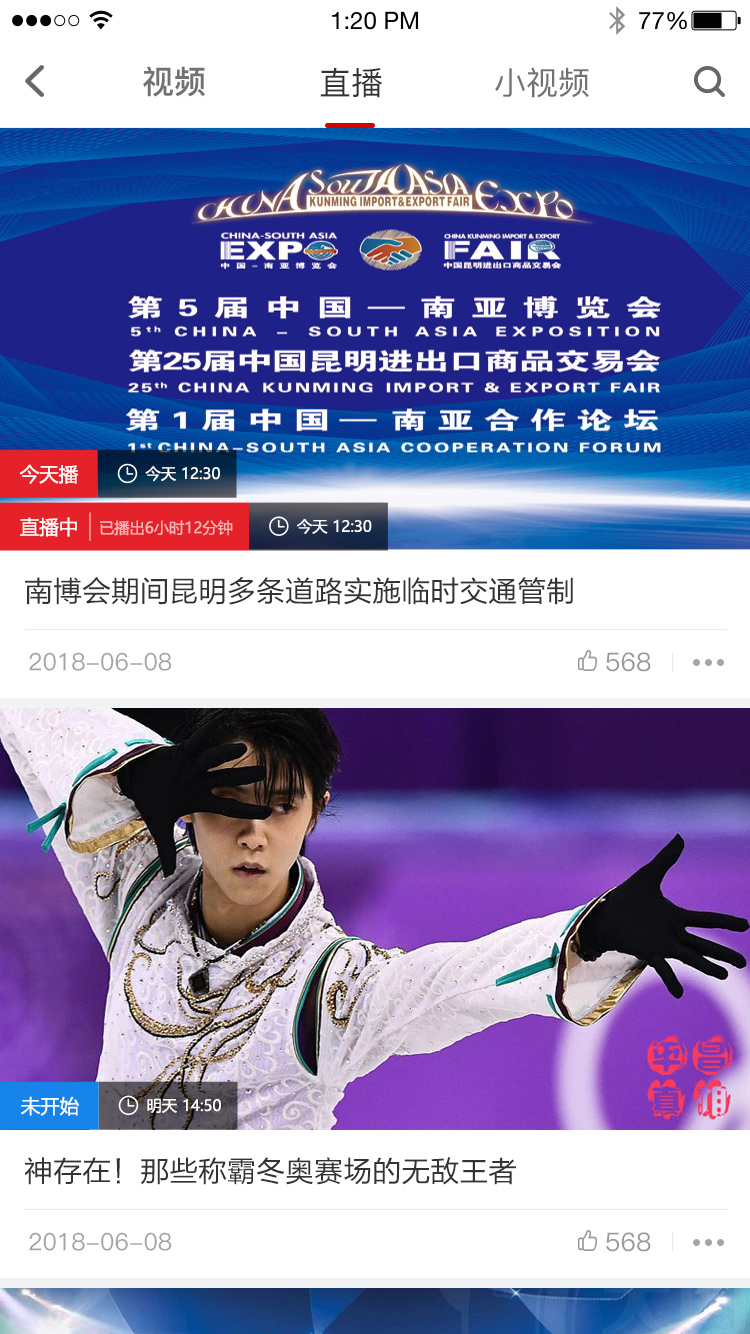 1:20 PM
77%
视频
直播
小视频
CHINA SOUTH ASIA EXPO
KUNMING IMPORT&EXPORT FAIR
CHINA-SOUTH ASIA
EXPO
中国-南亚博览会
CHINA KUNMING IMPORT & EXPORT
FAIR
中国昆明进出口商品交易会
第5届中国—南亚博览会
5th CHINA – SOUTH ASIA EXPOSITION
第25届中国昆明进出口商品交易会
25th CHINA KUNMING IMPORT & EXPORT FAIR
第1届中国—南亚合作论坛
1st CHINA–SOUTH ASIA COOPERATION FORUM
今天播 今天 12:30
直播中 已播出6小时12分钟 今天 12:30
南博会期间昆明多条道路实施临时交通管制
2018-06-08
568
未开始 明天 14:50
神存在！那些称霸冬奥赛场的无敌王者
2018-06-08
568